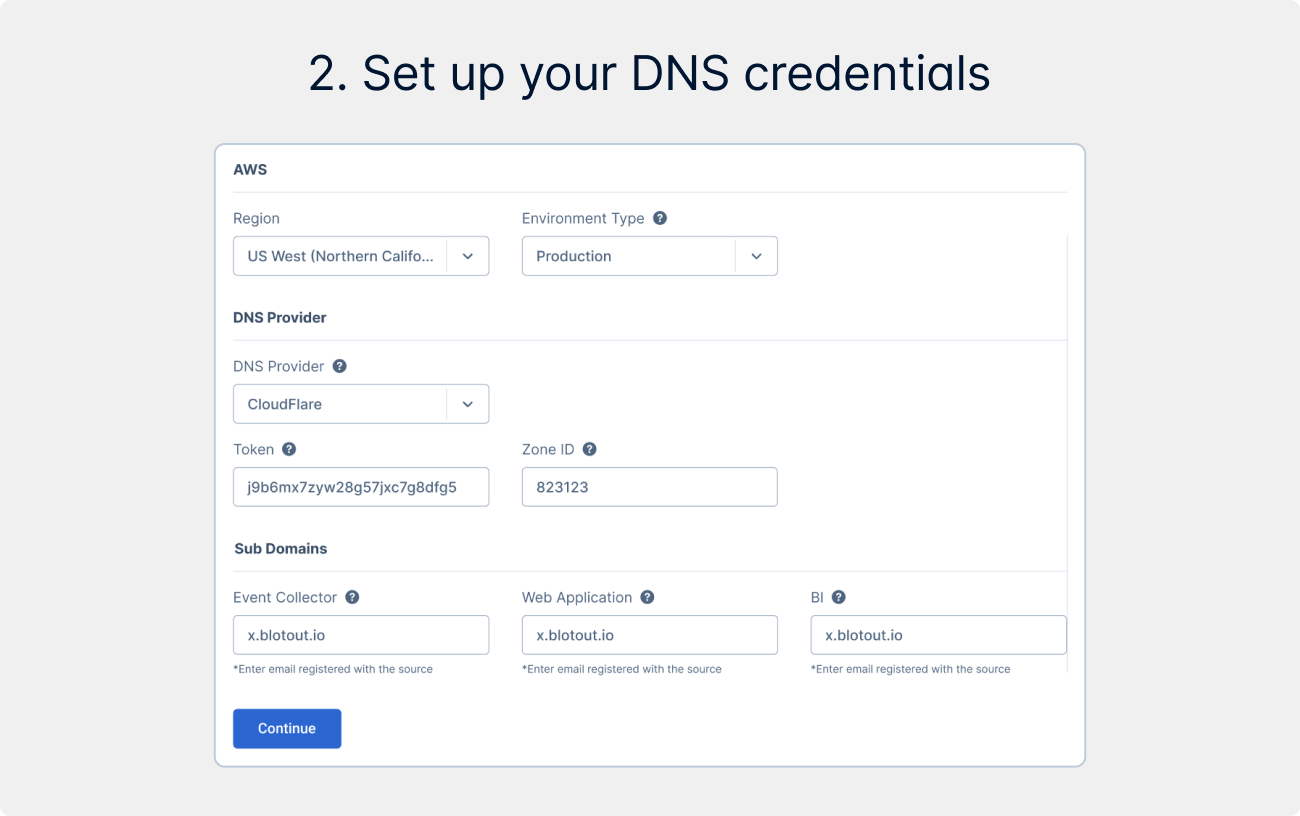 2. Set up your DNS credentials
AWS
Region
Environment Type ?
US West (Northern Califo...
Production
DNS Provider
DNS Provider ?
CloudFlare
Token ?
Zone ID ?
j9b6mx7zyw28g57jxc7g8dfg5
823123
Sub Domains
Event Collector ?
Web Application ?
BI ?
x.blotout.io
x.blotout.io
x.blotout.io
*Enter email registered with the source
*Enter email registered with the source
*Enter email registered with the source
Continue